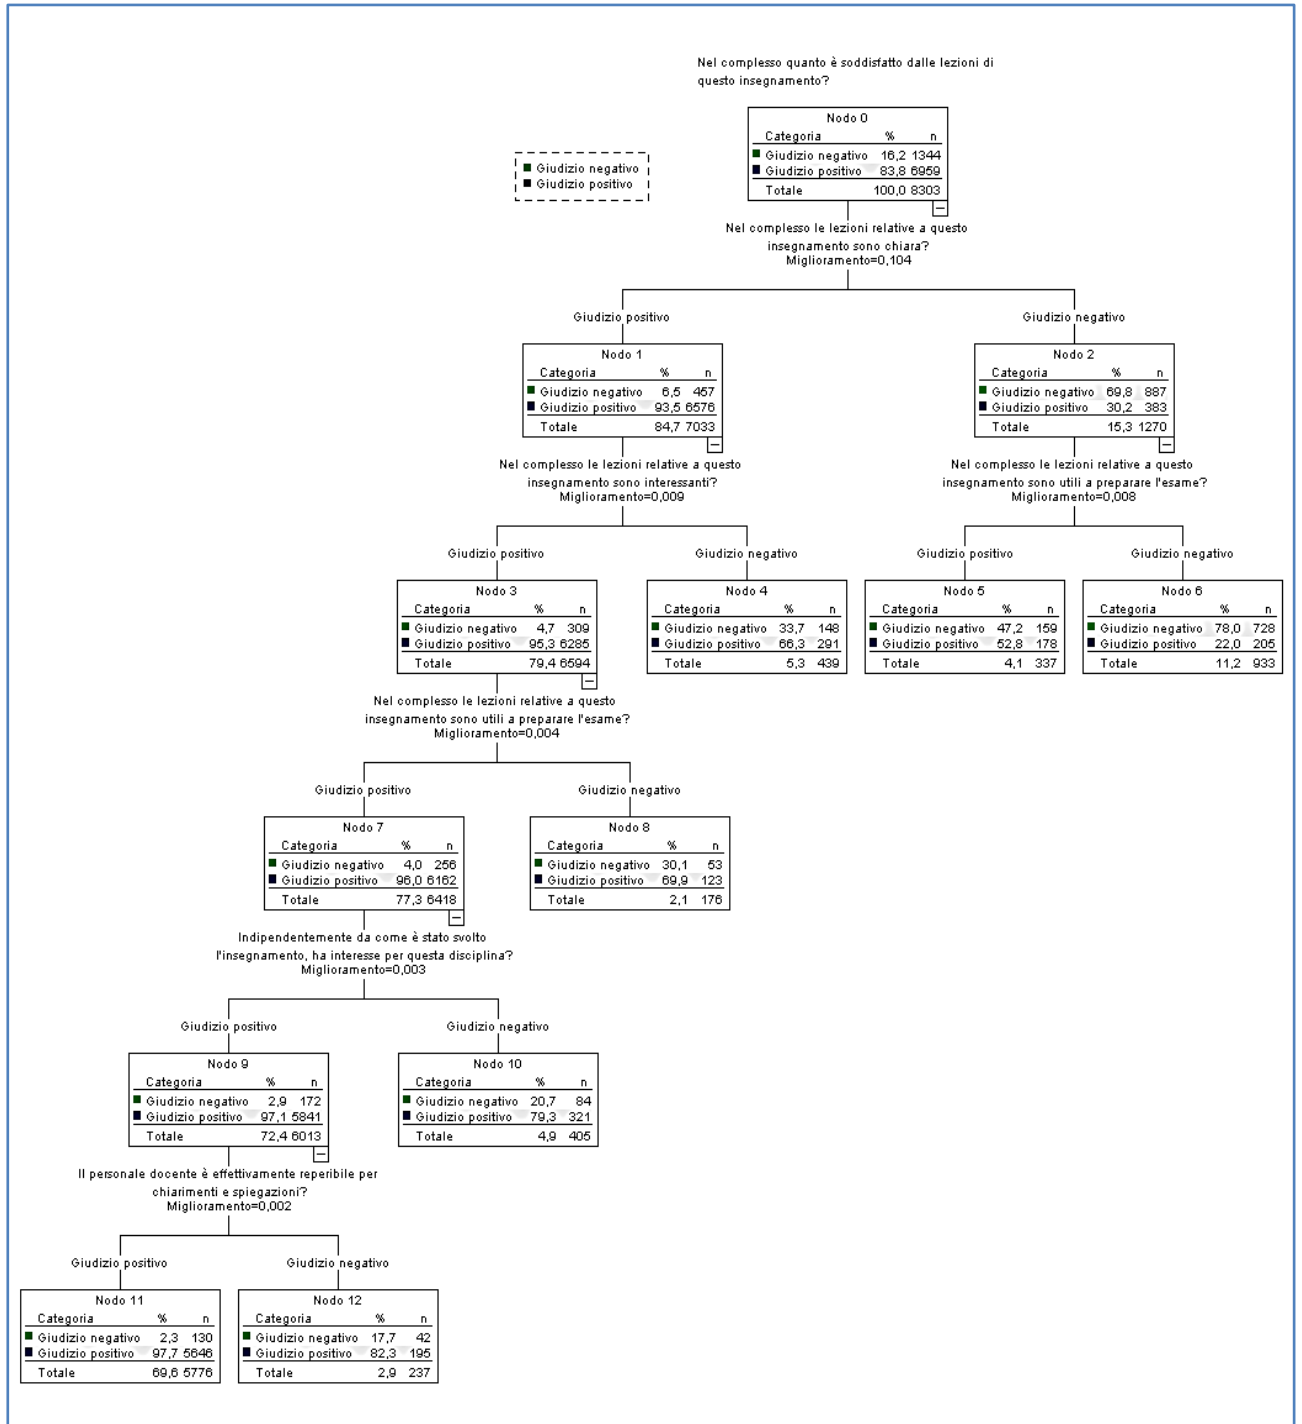 Nel complesso quanto è soddisfatto dalle lezioni di
questo insegnamento?
Nodo 0
Categoria % n
Giudizio negativo 16,2 1344
Giudizio positivo 83,8 6959
Totale 100,0 8303
Giudizio negativo
Giudizio positivo
Nel complesso le lezioni relative a questo
insegnamento sono chiara?
Miglioramento=0,104
Giudizio positivo
Giudizio negativo
Nodo 1
Categoria % n
Giudizio negativo 6,5 457
Giudizio positivo 93,5 6576
Totale 84,7 7033
Nodo 2
Categoria % n
Giudizio negativo 69,8 887
Giudizio positivo 30,2 383
Totale 15,3 1270
Nel complesso le lezioni relative a questo
insegnamento sono interessanti?
Miglioramento=0,009
Nel complesso le lezioni relative a questo
insegnamento sono utili a preparare l'esame?
Miglioramento=0,008
Giudizio positivo
Giudizio negativo
Giudizio positivo
Giudizio negativo
Nodo 3
Categoria % n
Giudizio negativo 4,7 309
Giudizio positivo 95,3 6285
Totale 79,4 6594
Nodo 4
Categoria % n
Giudizio negativo 33,7 148
Giudizio positivo 66,3 291
Totale 5,3 439
Nodo 5
Categoria % n
Giudizio negativo 47,2 159
Giudizio positivo 52,8 178
Totale 4,1 337
Nodo 6
Categoria % n
Giudizio negativo 78,0 728
Giudizio positivo 22,0 205
Totale 11,2 933
Nel complesso le lezioni relative a questo
insegnamento sono utili a preparare l'esame?
Miglioramento=0,004
Giudizio positivo
Giudizio negativo
Nodo 7
Categoria % n
Giudizio negativo 4,0 256
Giudizio positivo 96,0 6162
Totale 77,3 6418
Nodo 8
Categoria % n
Giudizio negativo 30,1 53
Giudizio positivo 69,9 123
Totale 2,1 176
Indipendentemente da come è stato svolto
l'insegnamento, ha interesse per questa disciplina?
Miglioramento=0,003
Giudizio positivo
Giudizio negativo
Nodo 9
Categoria % n
Giudizio negativo 2,9 172
Giudizio positivo 97,1 5841
Totale 72,4 6013
Nodo 10
Categoria % n
Giudizio negativo 20,7 84
Giudizio positivo 79,3 321
Totale 4,9 405
Il personale docente è effettivamente reperibile per
chiarimenti e spiegazioni?
Miglioramento=0,002
Giudizio positivo
Giudizio negativo
Nodo 11
Categoria % n
Giudizio negativo 2,3 130
Giudizio positivo 97,7 5646
Totale 69,6 5776
Nodo 12
Categoria % n
Giudizio negativo 17,7 42
Giudizio positivo 82,3 195
Totale 2,9 237